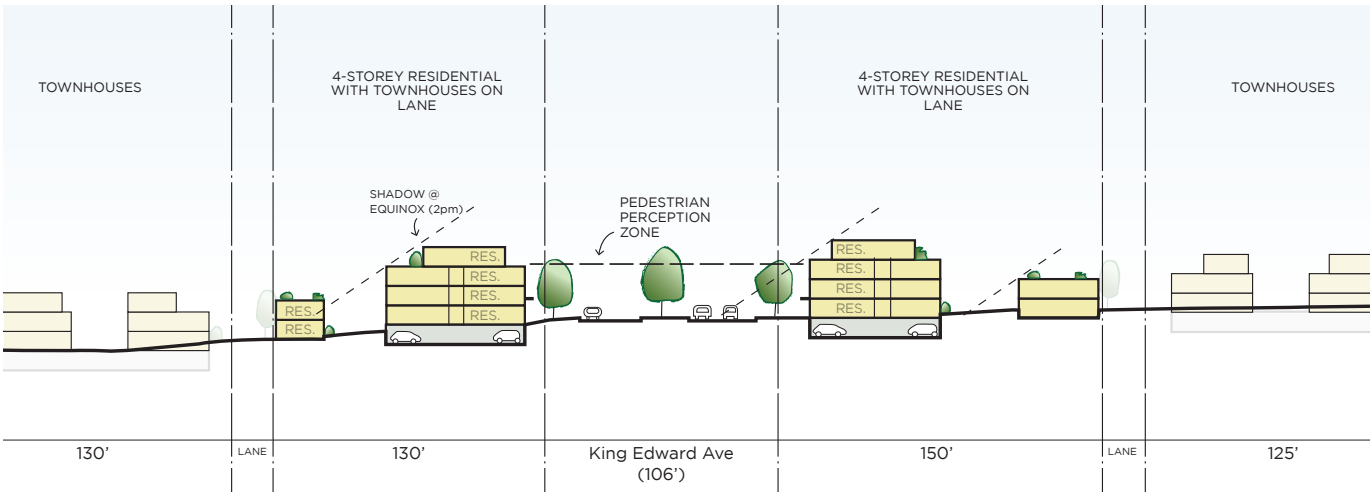 TOWNHOUSES
4-STOREY RESIDENTIAL
WITH TOWNHOUSES ON
LANE
4-STOREY RESIDENTIAL
WITH TOWNHOUSES ON
LANE
TOWNHOUSES
SHADOW @
EQUINOX (2pm)
PEDESTRIAN
PERCEPTION
ZONE
RES.
RES.
RES.
RES.
RES.
RES.
RES.
RES.
RES.
RES.
130’
LANE
130’
King Edward Ave
(106’)
150’
LANE
125’